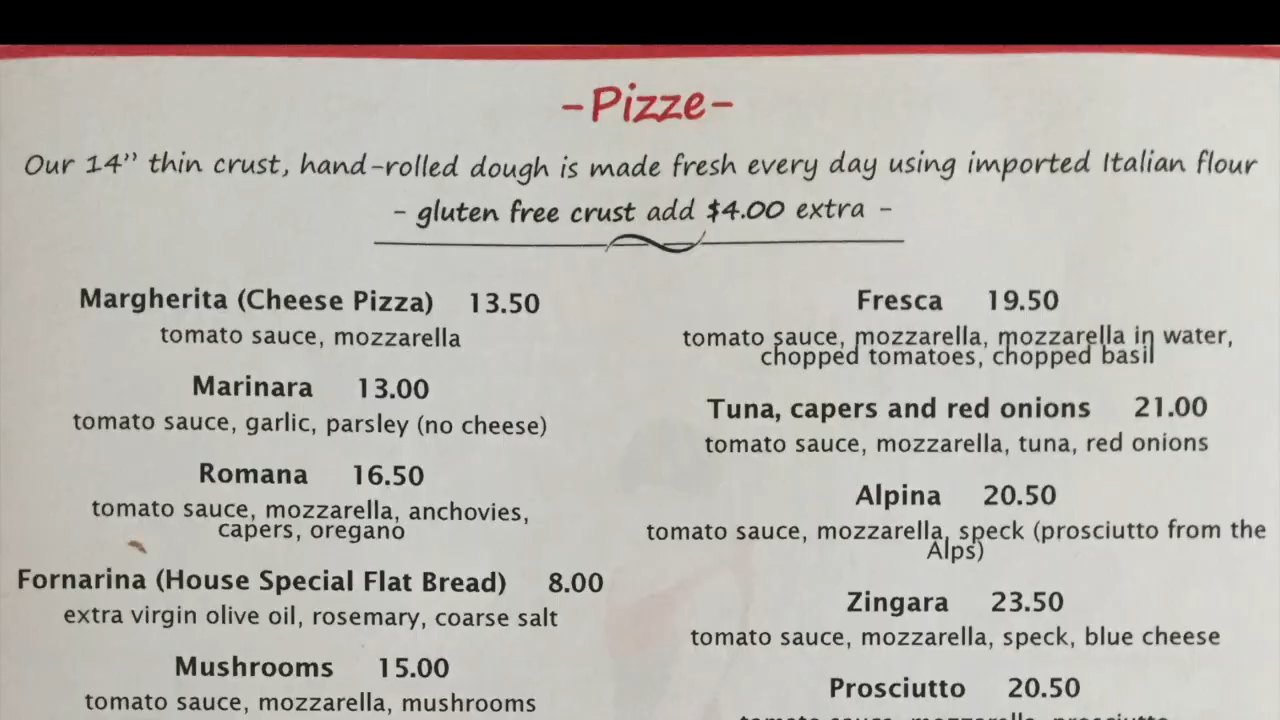 -Pizze-
Our 14” thin crust, hand-rolled dough is made fresh every day using imported Italian flour
- gluten free crust add $4.00 extra -
Margherita (Cheese Pizza) 13.50
tomato sauce, mozzarella
Marinara 13.00
tomato sauce, garlic, parsley (no cheese)
Romana 16.50
tomato sauce, mozzarella, anchovies,
capers, oregano
Fornarina (House Special Flat Bread) 8.00
extra virgin olive oil, rosemary, coarse salt
Mushrooms 15.00
tomato sauce, mozzarella, mushrooms
Fresca 19.50
tomato sauce, mozzarella, mozzarella in water,
chopped tomatoes, chopped basil
Tuna, capers and red onions 21.00
tomato sauce, mozzarella, tuna, red onions
Alpina 20.50
tomato sauce, mozzarella, speck (prosciutto from the
Alps)
Zingara 23.50
tomato sauce, mozzarella, speck, blue cheese
Prosciutto 20.50
tomato sauce, mozzarella, prosciutto